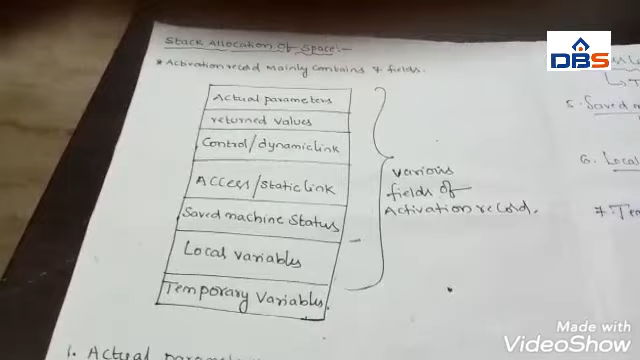 Stack Allocation Of Space:-
* Activation record mainly contains 7 fields.
Actual parameters
returned values
Control/dynamiclink
Access/staticlink
Saved machine Status
Local variables
Temporary Variables
various
fields of
Activation record.
5. Saved
6. Local
7. Tem
1. Actual
DBS
Made with
VideoShow